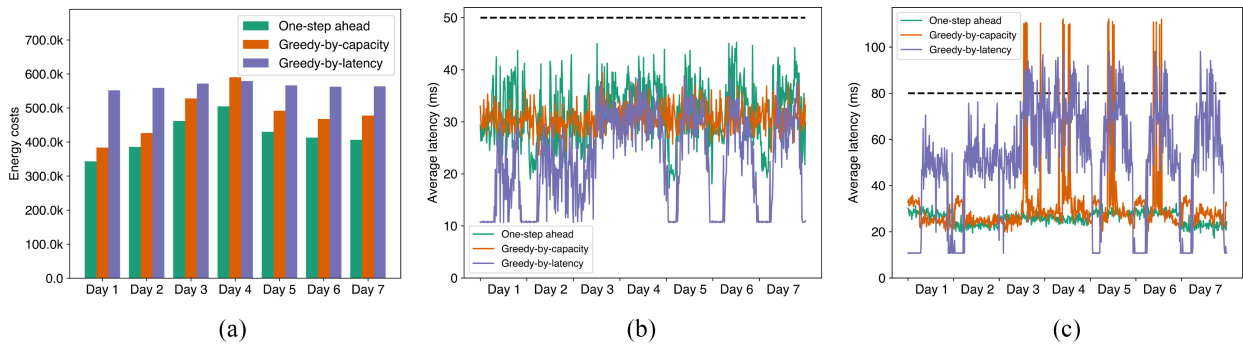 Energy costs
700.0k
600.0k
500.0k
400.0k
300.0k
200.0k
100.0k
0.0
One-step ahead
Greedy-by-capacity
Greedy-by-latency
Day 1 Day 2 Day 3 Day 4 Day 5 Day 6 Day 7
(a)
Average latency (ms)
50
40
30
20
10
0
One-step ahead
Greedy-by-capacity
Greedy-by-latency
Day 1 Day 2 Day 3 Day 4 Day 5 Day 6 Day 7
(b)
Average latency (ms)
100
80
60
40
20
0
One-step ahead
Greedy-by-capacity
Greedy-by-latency
Day 1 Day 2 Day 3 Day 4 Day 5 Day 6 Day 7
(c)